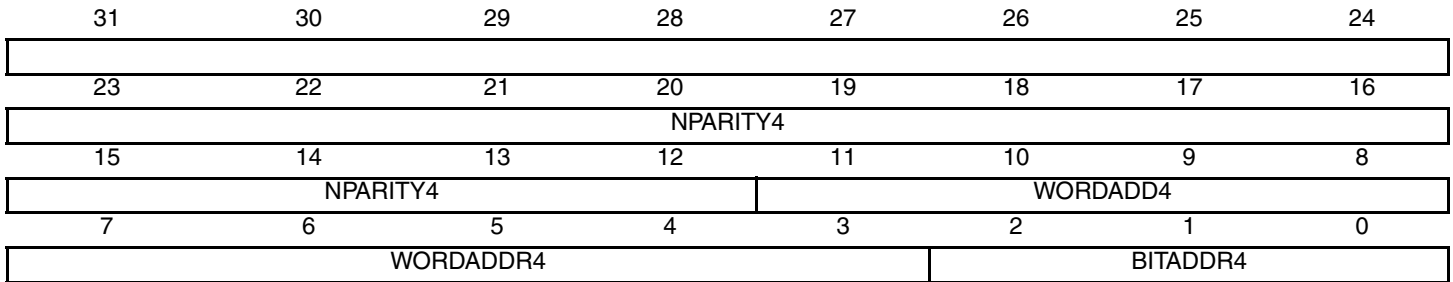 31 30 29 28 27 26 25 24
23 22 21 20 19 18 17 16
NPARITY4
15 14 13 12 11 10 9 8
NPARITY4 WORDADD4
7 6 5 4 3 2 1 0
WORDADDR4 BITADDR4